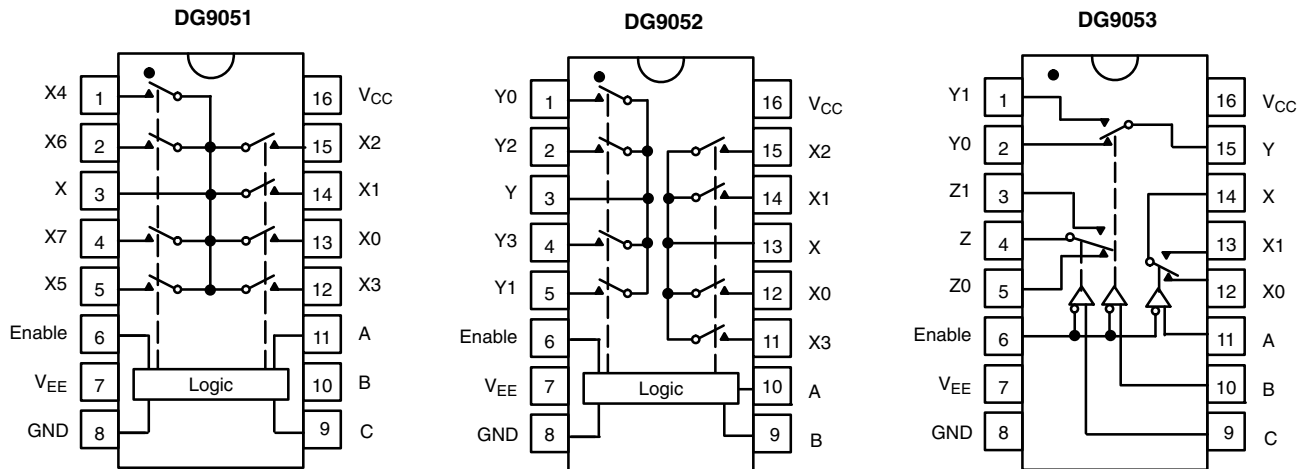 DG9051
X4 1 16 VCC
X6 2 15 X2
X 3 14 X1
X7 4 13 X0
X5 5 12 X3
Enable 6 11 A
VEE 7 Logic 10 B
GND 8 9 C
DG9052
Y0 1 16 VCC
Y2 2 15 X2
Y 3 14 X1
Y3 4 13 X
Y1 5 12 X0
Enable 6 11 X3
VEE 7 Logic 10 A
GND 8 9 B
DG9053
Y1 1 16 VCC
Y0 2 15 Y
Z1 3 14 X
Z 4 13 X1
Z0 5 12 X0
Enable 6 11 A
VEE 7 10 B
GND 8 9 C